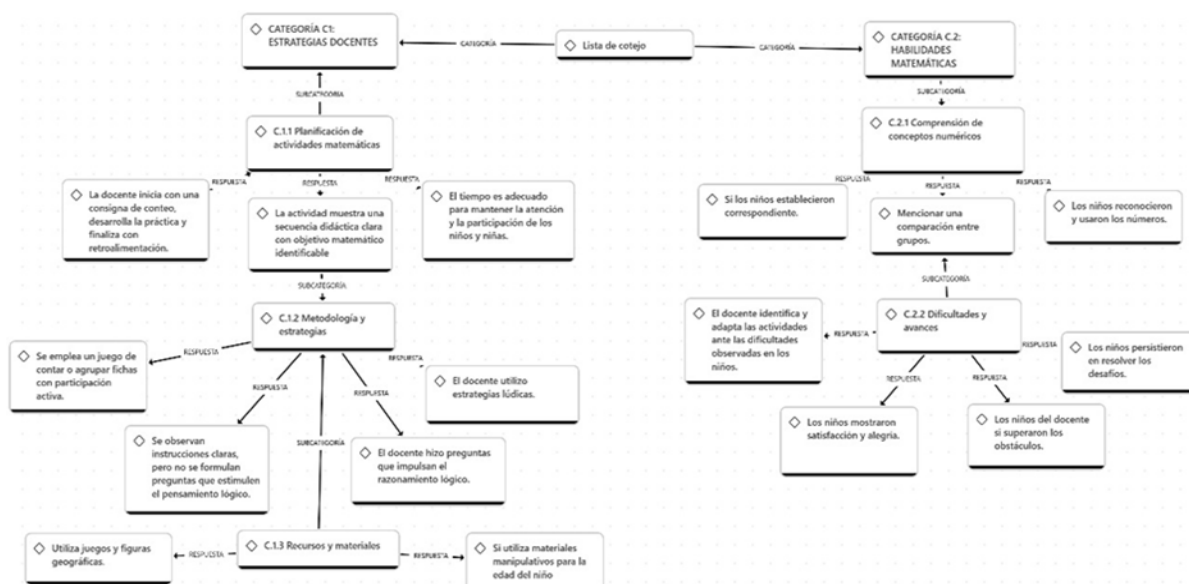 CATEGORÍA C1:
ESTRATEGIAS DOCENTES
CATEGORÍA
Lista de cotejo
CATEGORÍA
CATEGORÍA C.2:
HABILIDADES
MATEMÁTICAS
SUBCATEGORÍA
C.1.1 Planificación de
actividades matemáticas
RESPUESTA
RESPUESTA
RESPUESTA
La docente inicia con una
consigna de conteo,
desarrolla la práctica y
finaliza con
retroalimentación.
La actividad muestra una
secuencia didáctica clara
con objetivo matemático
identificable
El tiempo es adecuado
para mantener la atención
y la participación de los
niños y niñas.
SUBCATEGORÍA
C.1.2 Metodología y
estrategias
RESPUESTA
RESPUESTA
RESPUESTA
RESPUESTA
Se emplea un juego de
contar o agrupar fichas
con participación
activa.
Se observan
instrucciones claras,
pero no se formulan
preguntas que estimulen
el pensamiento lógico.
SUBCATEGORÍA
El docente hizo preguntas
que impulsan el
razonamiento lógico.
El docente utilizo
estrategias lúdicas.
C.1.3 Recursos y materiales
RESPUESTA
RESPUESTA
Utiliza juegos y figuras
geográficas.
Si utiliza materiales
manipulativos para la
edad del niño
SUBCATEGORÍA
C.2.1 Comprensión de
conceptos numéricos
RESPUESTA
RESPUESTA
RESPUESTA
Si los niños establecieron
correspondiente.
Mencionar una
comparación entre
grupos.
Los niños reconocieron
y usaron los números.
SUBCATEGORÍA
C.2.2 Dificultades y
avances
RESPUESTA
RESPUESTA
RESPUESTA
RESPUESTA
El docente identifica y
adapta las actividades
ante las dificultades
observadas en los
niños.
Los niños mostraron
satisfacción y alegría.
Los niños del docente
si superaron los
obstáculos.
Los niños persistieron
en resolver los
desafíos.